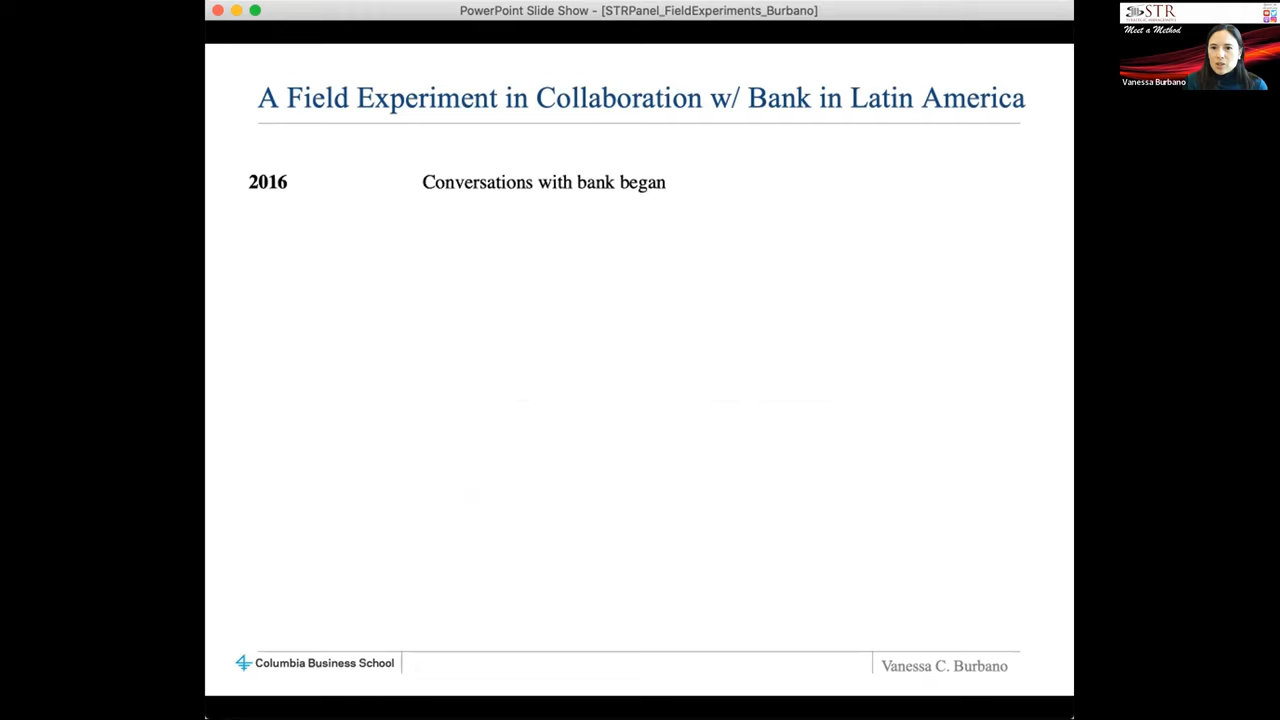 PowerPoint Slide Show - [STRPanel_FieldExperiments_Burbano]
STR
Meet a Method
Vanessa Burbano
A Field Experiment in Collaboration w/ Bank in Latin America
2016 Conversations with bank began
Columbia Business School
Vanessa C. Burbano